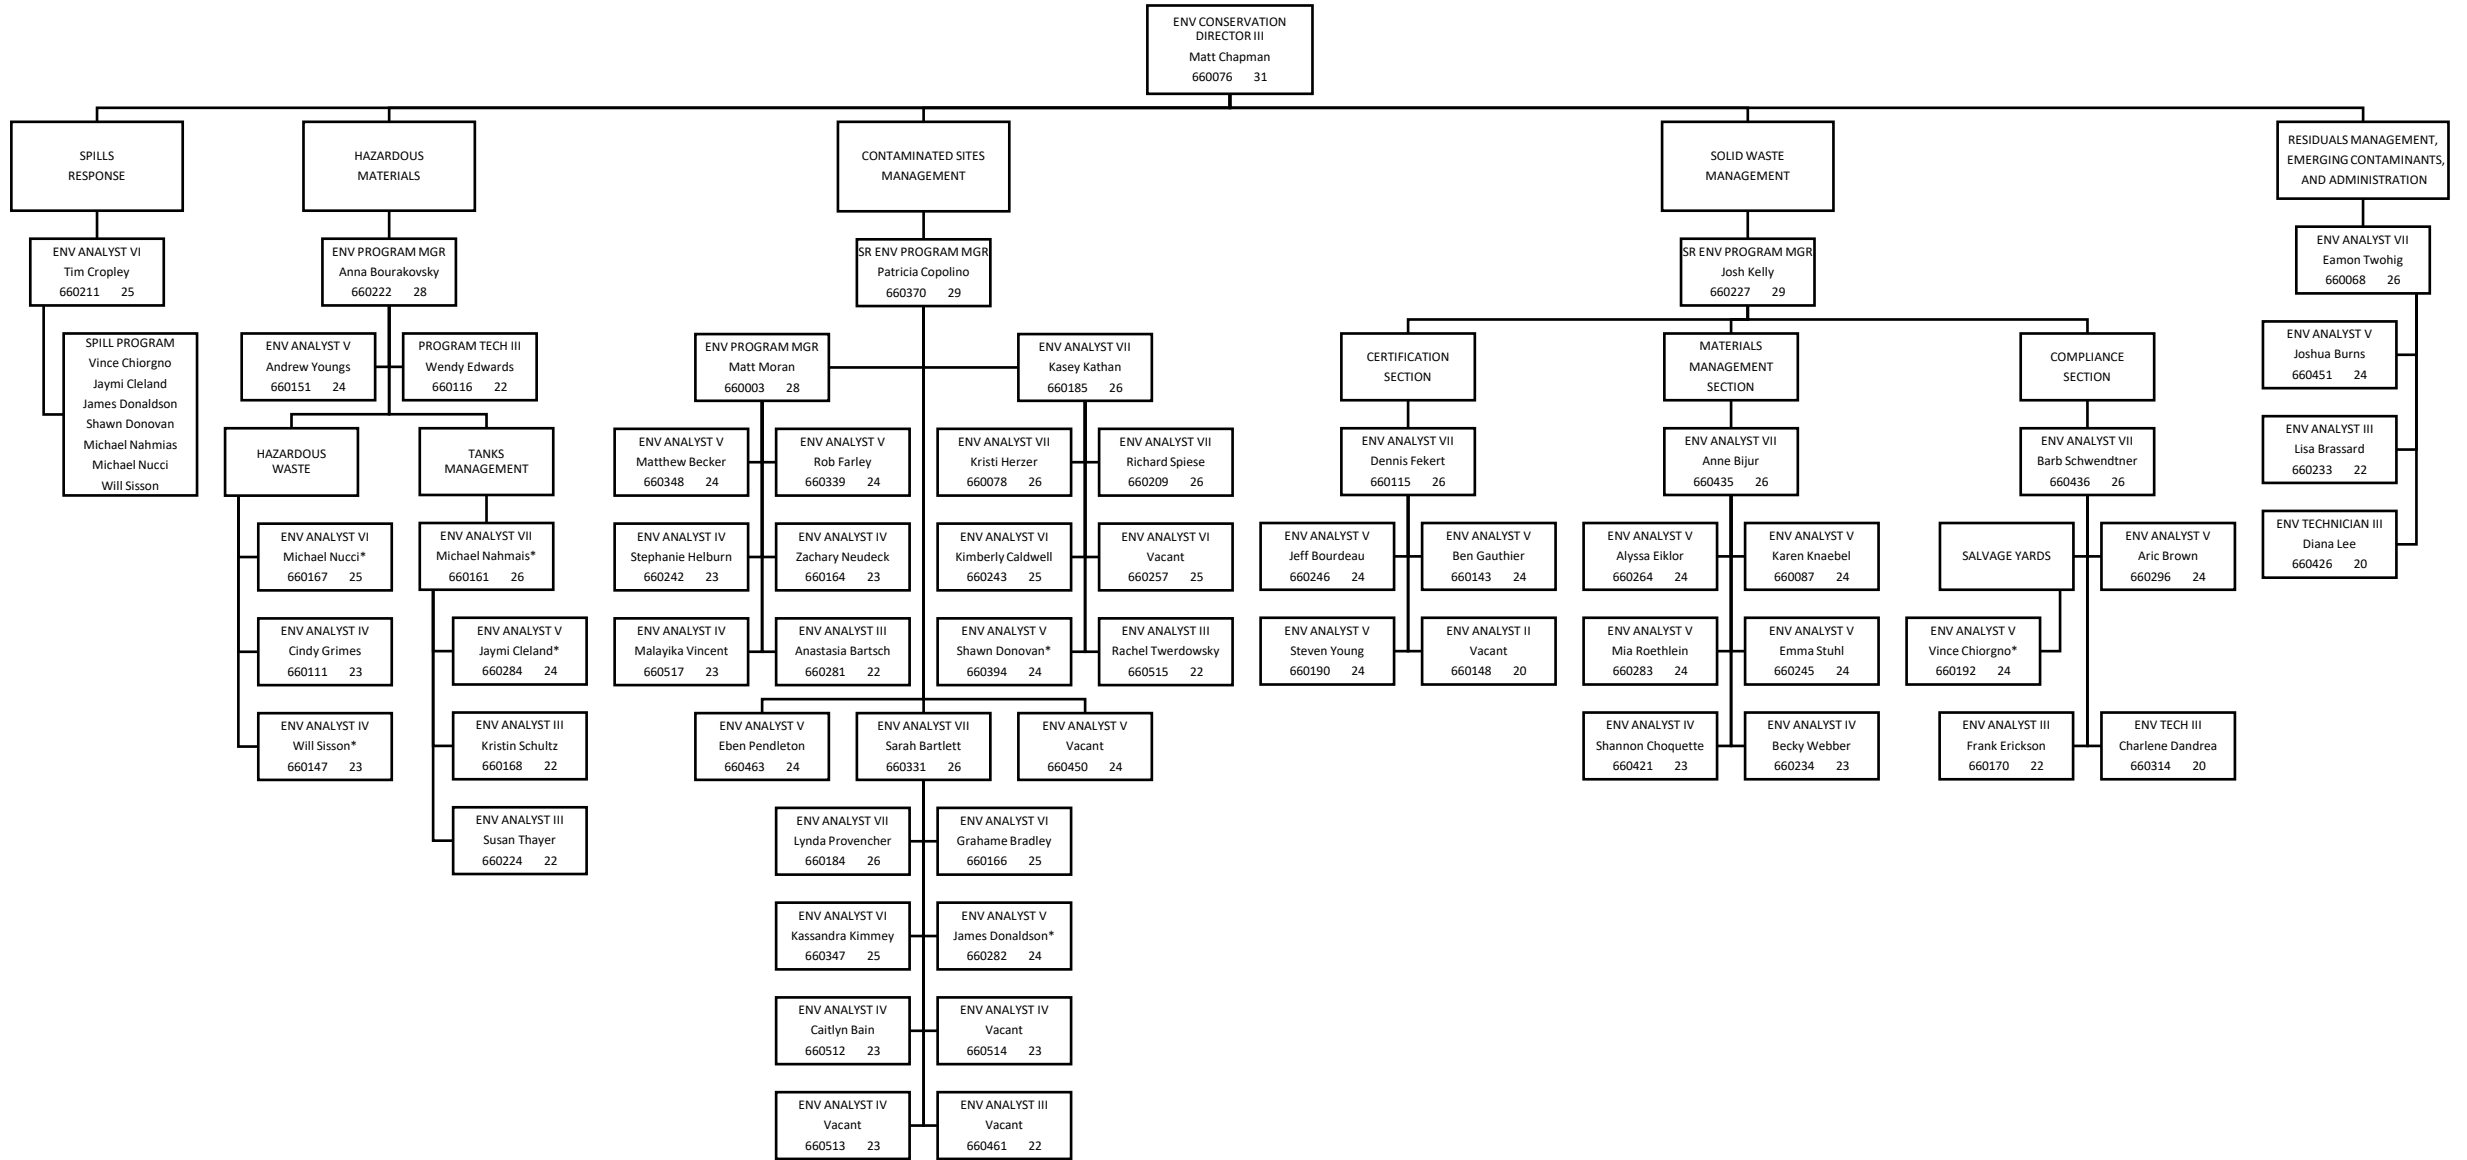 ENV CONSERVATION
DIRECTOR III
Matt Chapman
660076 31
SPILLS
RESPONSE
ENV ANALYST VI
Tim Cropley
660211 25
SPILL PROGRAM
Vince Chiorgno
Jaymi Cleland
James Donaldson
Shawn Donovan
Michael Nahmias
Michael Nucci
Will Sisson
HAZARDOUS
MATERIALS
ENV PROGRAM MGR
Anna Bourakovsky
660222 28
ENV ANALYST V
Andrew Youngs
660151 24
PROGRAM TECH III
Wendy Edwards
660116 22
HAZARDOUS
WASTE
ENV ANALYST VI
Michael Nucci*
660167 25
ENV ANALYST IV
Cindy Grimes
660111 23
ENV ANALYST IV
Will Sisson*
660147 23
TANKS
MANAGEMENT
ENV ANALYST VII
Michael Nahmais*
660161 26
ENV ANALYST V
Jaymi Cleland*
660284 24
ENV ANALYST III
Kristin Schultz
660168 22
ENV ANALYST III
Susan Thayer
660224 22
CONTAMINATED SITES
MANAGEMENT
SR ENV PROGRAM MGR
Patricia Copolino
660370 29
ENV PROGRAM MGR
Matt Moran
660003 28
ENV ANALYST V
Matthew Becker
660348 24
ENV ANALYST V
Rob Farley
660339 24
ENV ANALYST IV
Stephanie Helburn
660242 23
ENV ANALYST IV
Zachary Neudeck
660164 23
ENV ANALYST IV
Malayika Vincent
660517 23
ENV ANALYST III
Anastasia Bartsch
660281 22
ENV ANALYST VII
Kasey Kathan
660185 26
ENV ANALYST VII
Kristi Herzer
660078 26
ENV ANALYST VII
Richard Spiese
660209 26
ENV ANALYST VI
Kimberly Caldwell
660243 25
ENV ANALYST VI
Vacant
660257 25
ENV ANALYST V
Shawn Donovan*
660394 24
ENV ANALYST III
Rachel Twerdowsky
660515 22
ENV ANALYST V
Eben Pendleton
660463 24
ENV ANALYST VII
Sarah Bartlett
660331 26
ENV ANALYST V
Vacant
660450 24
ENV ANALYST VII
Lynda Provencher
660184 26
ENV ANALYST VI
Grahame Bradley
660166 25
ENV ANALYST VI
Kassandra Kimmey
660347 25
ENV ANALYST V
James Donaldson*
660282 24
ENV ANALYST IV
Caitlyn Bain
660512 23
ENV ANALYST IV
Vacant
660514 23
ENV ANALYST IV
Vacant
660513 23
ENV ANALYST III
Vacant
660461 22
SOLID WASTE
MANAGEMENT
SR ENV PROGRAM MGR
Josh Kelly
660227 29
CERTIFICATION
SECTION
ENV ANALYST VII
Dennis Fekert
660115 26
ENV ANALYST V
Jeff Bourdeau
660246 24
ENV ANALYST V
Ben Gauthier
660143 24
ENV ANALYST V
Steven Young
660190 24
ENV ANALYST II
Vacant
660148 20
MATERIALS
MANAGEMENT
SECTION
ENV ANALYST VII
Anne Bijur
660435 26
ENV ANALYST V
Alyssa Eiklor
660264 24
ENV ANALYST V
Karen Knaebel
660087 24
ENV ANALYST V
Mia Roethlein
660283 24
ENV ANALYST V
Emma Stuhl
660245 24
ENV ANALYST IV
Shannon Choquette
660421 23
ENV ANALYST IV
Becky Webber
660234 23
COMPLIANCE
SECTION
ENV ANALYST VII
Barb Schwendtner
660436 26
SALVAGE YARDS
ENV ANALYST V
Aric Brown
660296 24
ENV ANALYST V
Vince Chiorgno*
660192 24
ENV ANALYST III
Frank Erickson
660170 22
ENV TECH III
Charlene Dandrea
660314 20
RESIDUALS MANAGEMENT,
EMERGING CONTAMINANTS,
AND ADMINISTRATION
ENV ANALYST VII
Eamon Twohig
660068 26
ENV ANALYST V
Joshua Burns
660451 24
ENV ANALYST III
Lisa Brassard
660233 22
ENV TECHNICIAN III
Diana Lee
660426 20